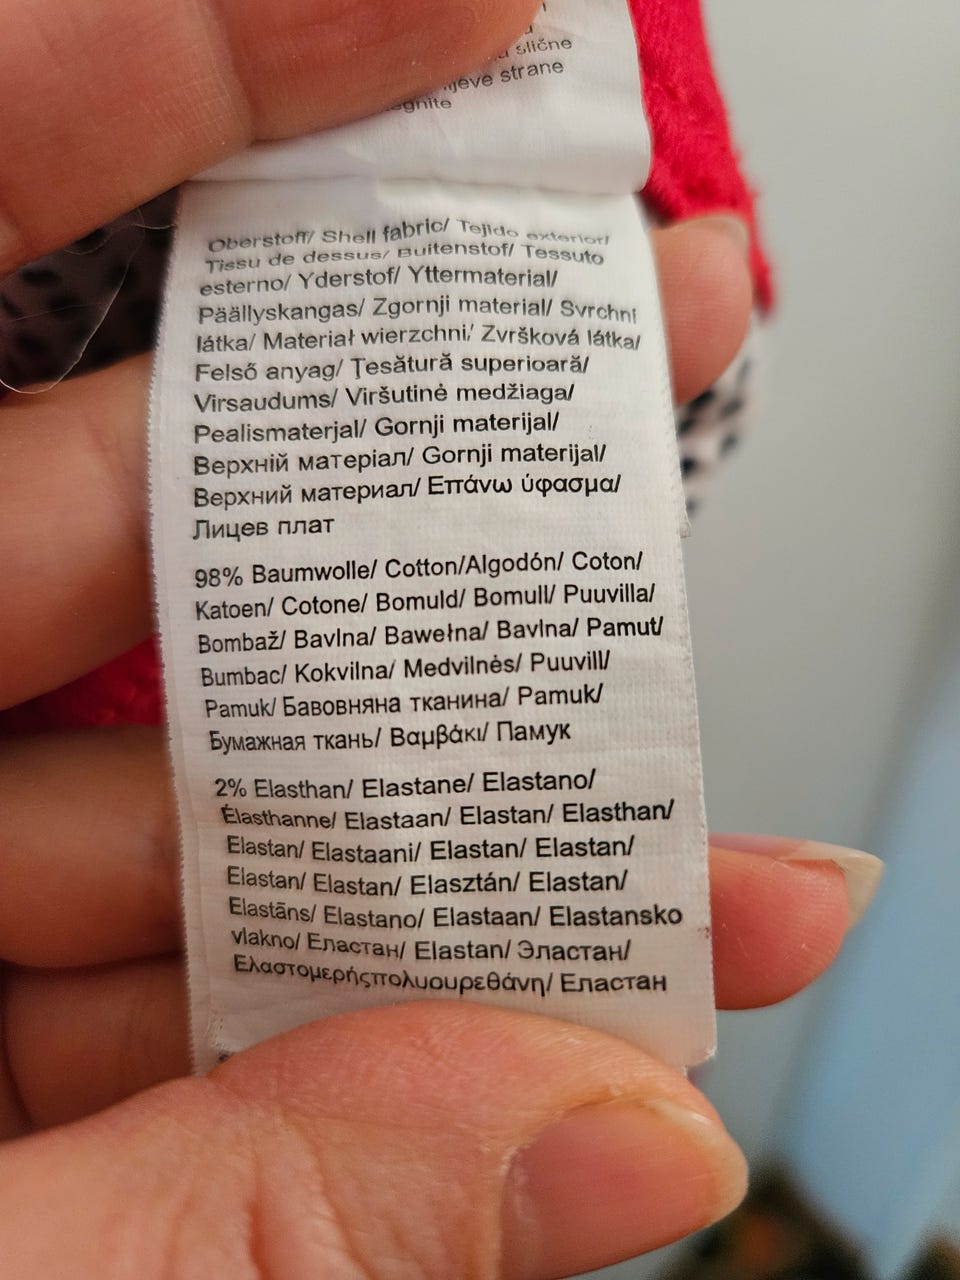 slične
strane
Oberstoff/ Shell fabric/ Tejido exterior/
Tissu de dessus/ Buitenstof/ Tessuto
esterno/ Yderstof/ Yttermaterial/
Päällyskangas/ Zgornji material/ Svrchní
látka/ Materiał wierzchni/ Zvršková látka/
Felső anyag/ Țesătură superioară/
Virsaudums/ Viršutinė medžiaga/
Pealismaterjal/ Gornji materijal/
Верхній матеріал/ Gornji materijal/
Верхний материал/ Επάνω ύφασμα/
Лицев плат
98% Baumwolle/ Cotton/Algodón/ Coton/
Katoen/ Cotone/ Bomuld/ Bomull/ Puuvilla/
Bombaž/ Bavlna/ Bawełna/ Bavlna/ Pamut/
Bumbac/ Kokvilna/ Medvilnės/ Puuvill/
Pamuk/ Бавовняна тканина/ Pamuk/
Бумажная ткань/ Βαμβάκι/ Памук
2% Elasthan/ Elastane/ Elastano/
Élasthanne/ Elastaan/ Elastan/ Elasthan/
Elastan/ Elastaani/ Elastan/ Elastan/
Elastan/ Elastan/ Elasztán/ Elastan/
Elastāns/ Elastano/ Elastaan/ Elastansko
vlakno/ Еластан/ Elastan/ Эластан/
Ελαστομερήςπολυουρεθάνη/ Еластан